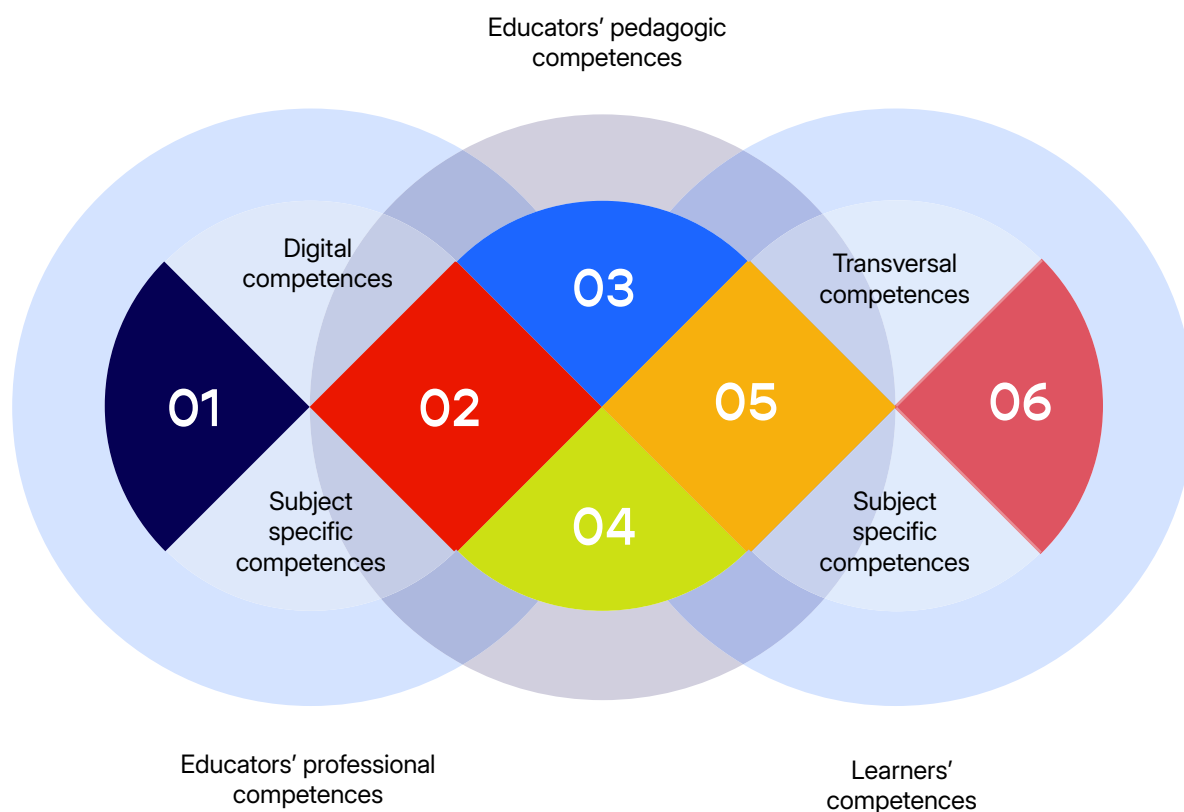 Educators’ pedagogic
competences
Digital
competences
Transversal
competences
03
01
02
05
06
04
Subject
specific
competences
Subject
specific
competences
Educators’ professional
competences
Learners’
competences